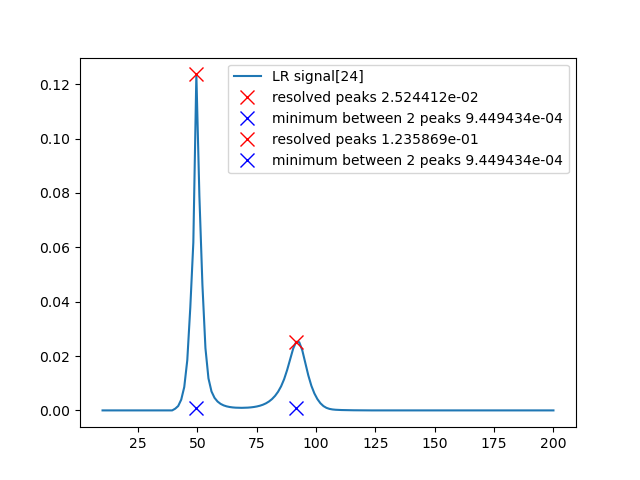 LR signal[24]
resolved peaks 2.524412e-02
minimum between 2 peaks 9.449434e-04
resolved peaks 1.235869e-01
minimum between 2 peaks 9.449434e-04
0.12
0.10
0.08
0.06
0.04
0.02
0.00
25 50 75 100 125 150 175 200